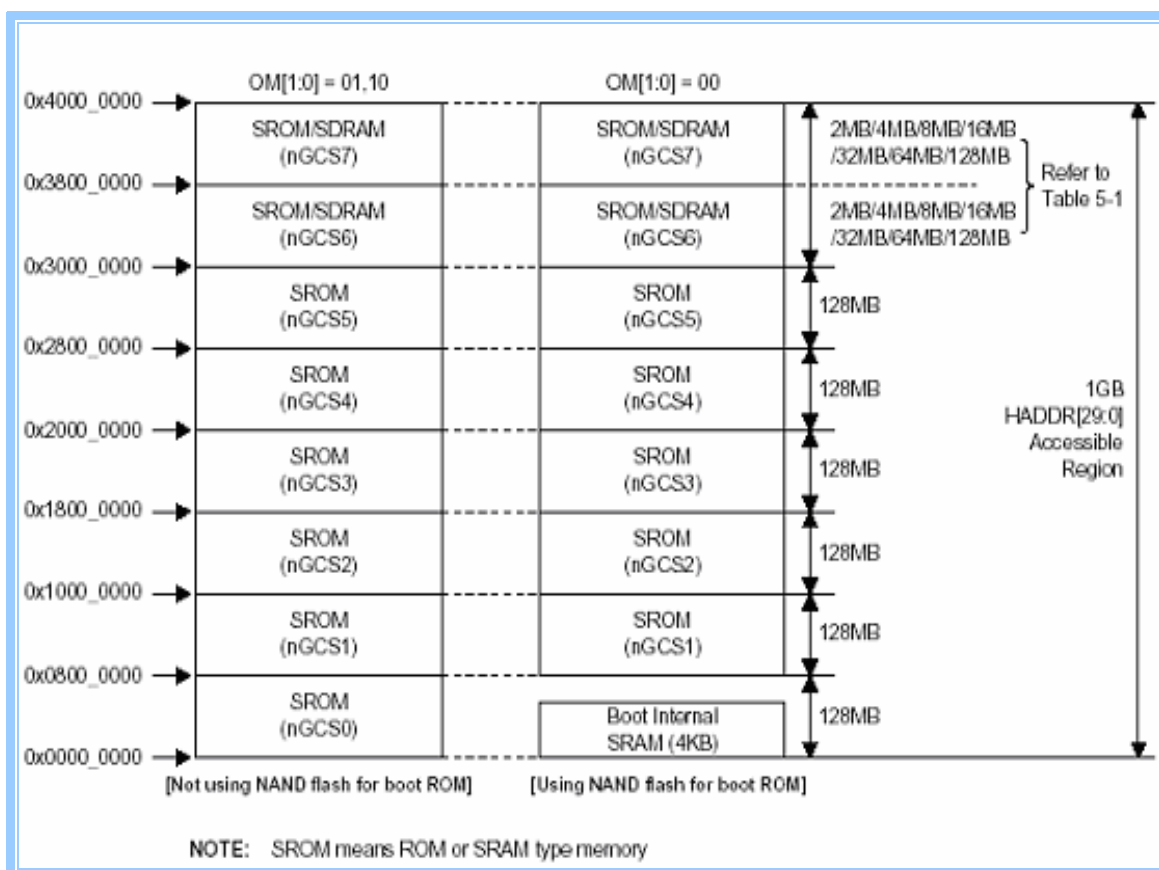 OM[1:0] = 01,10
OM[1:0] = 00
0x4000_0000
SROM/SDRAM
(nGCS7)
SROM/SDRAM
(nGCS7)
2MB/4MB/8MB/16MB
/32MB/64MB/128MB
Refer to
Table 5-1
0x3800_0000
SROM/SDRAM
(nGCS6)
SROM/SDRAM
(nGCS6)
2MB/4MB/8MB/16MB
/32MB/64MB/128MB
0x3000_0000
SROM
(nGCS5)
SROM
(nGCS5)
128MB
0x2800_0000
SROM
(nGCS4)
SROM
(nGCS4)
128MB
1GB
HADDR[29:0]
Accessible
Region
0x2000_0000
SROM
(nGCS3)
SROM
(nGCS3)
128MB
0x1800_0000
SROM
(nGCS2)
SROM
(nGCS2)
128MB
0x1000_0000
SROM
(nGCS1)
SROM
(nGCS1)
128MB
0x0800_0000
SROM
(nGCS0)
Boot Internal
SRAM (4KB)
128MB
0x0000_0000
[Not using NAND flash for boot ROM]
[Using NAND flash for boot ROM]
NOTE: SROM means ROM or SRAM type memory